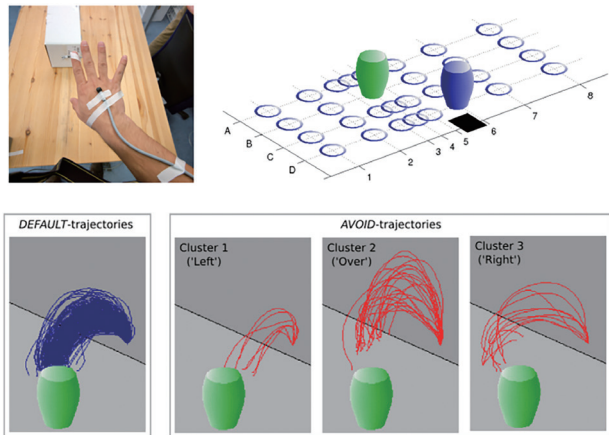 A
B
C
D
1
2
3
4
5
6
7
8
DEFAULT-trajectories
AVOID-trajectories
Cluster 1
('Left')
Cluster 2
('Over')
Cluster 3
('Right')